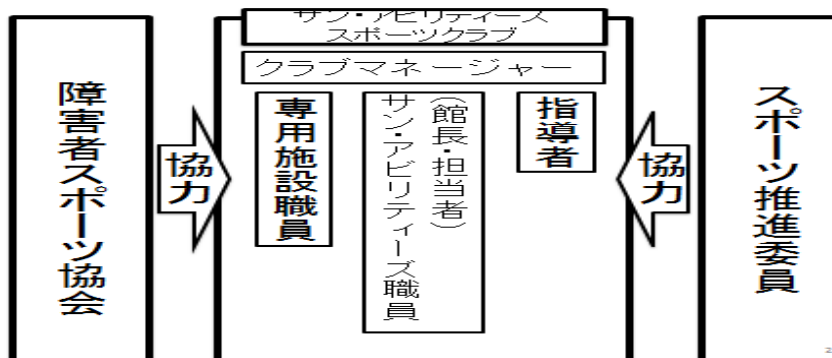 サン・アビリティーズ
スポーツクラブ
クラブマネージャー
障害者スポーツ協会
協力
専用施設職員
サン・アビリティーズ職員
（館長・担当者）
指導者
協力
スポーツ推進委員
2